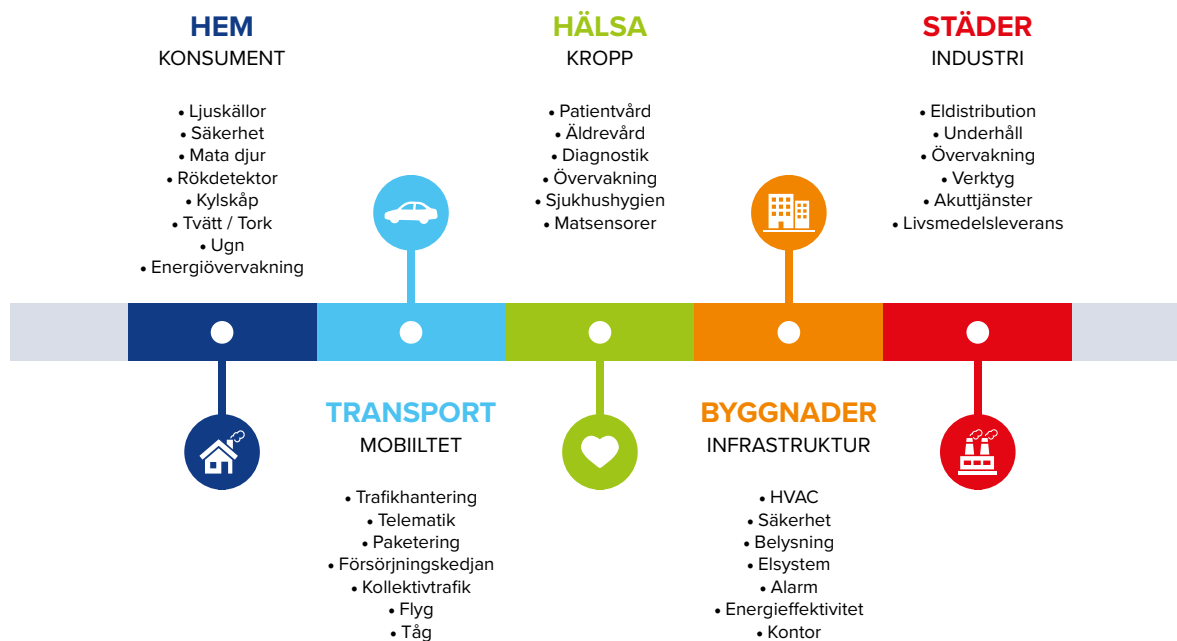 HEM
KONSUMENT
• Ljuskällor
• Säkerhet
• Mata djur
• Rökdetektor
• Kylskåp
• Tvätt / Tork
• Ugn
• Energiövervakning
TRANSPORT
MOBIILTET
• Trafikhantering
• Telematik
• Paketering
• Försörjningskedjan
• Kollektivtrafik
• Flyg
• Tåg
HÄLSA
KROPP
• Patientvård
• Äldrevård
• Diagnostik
• Övervakning
• Sjukhushygien
• Matsensorer
BYGGNADER
INFRASTRUKTUR
• HVAC
• Säkerhet
• Belysning
• Elsystem
• Alarm
• Energieffektivitet
• Kontor
STÄDER
INDUSTRI
• Eldistribution
• Underhåll
• Övervakning
• Verktyg
• Akuttjänster
• Livsmedelsleverans